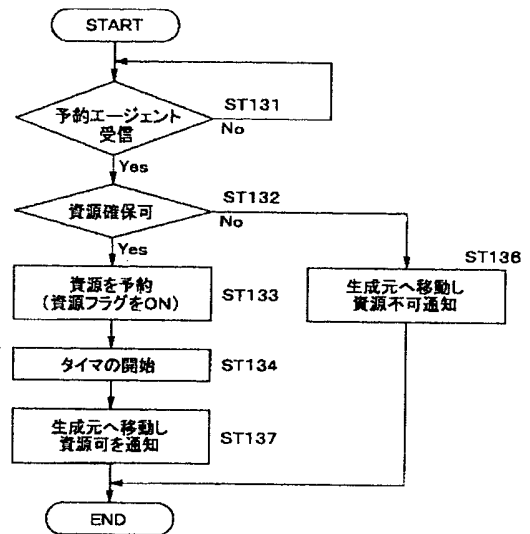 START
予約エージェント
受信
ST131
No
Yes
資源確保可
ST132
No
Yes
資源を予約
(資源フラグをON)
ST133
ST136
生成元へ移動し
資源不可通知
タイマの開始
ST134
生成元へ移動し
資源可を通知
ST137
END